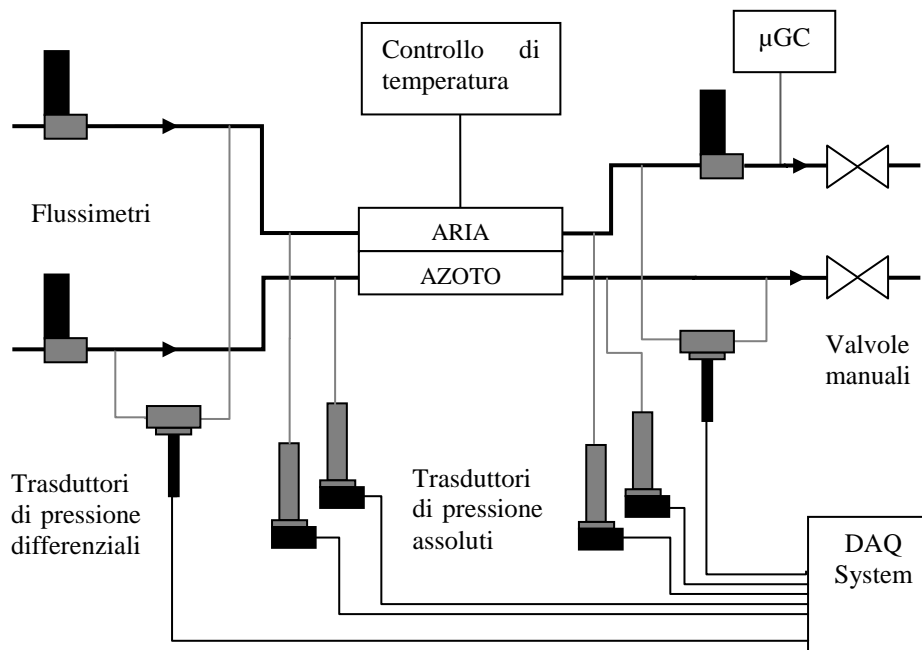 Controllo di
temperatura
µGC
Flussimetri
ARIA
AZOTO
Valvole
manuali
Trasduttori
di pressione
differenziali
Trasduttori
di pressione
assoluti
DAQ
System